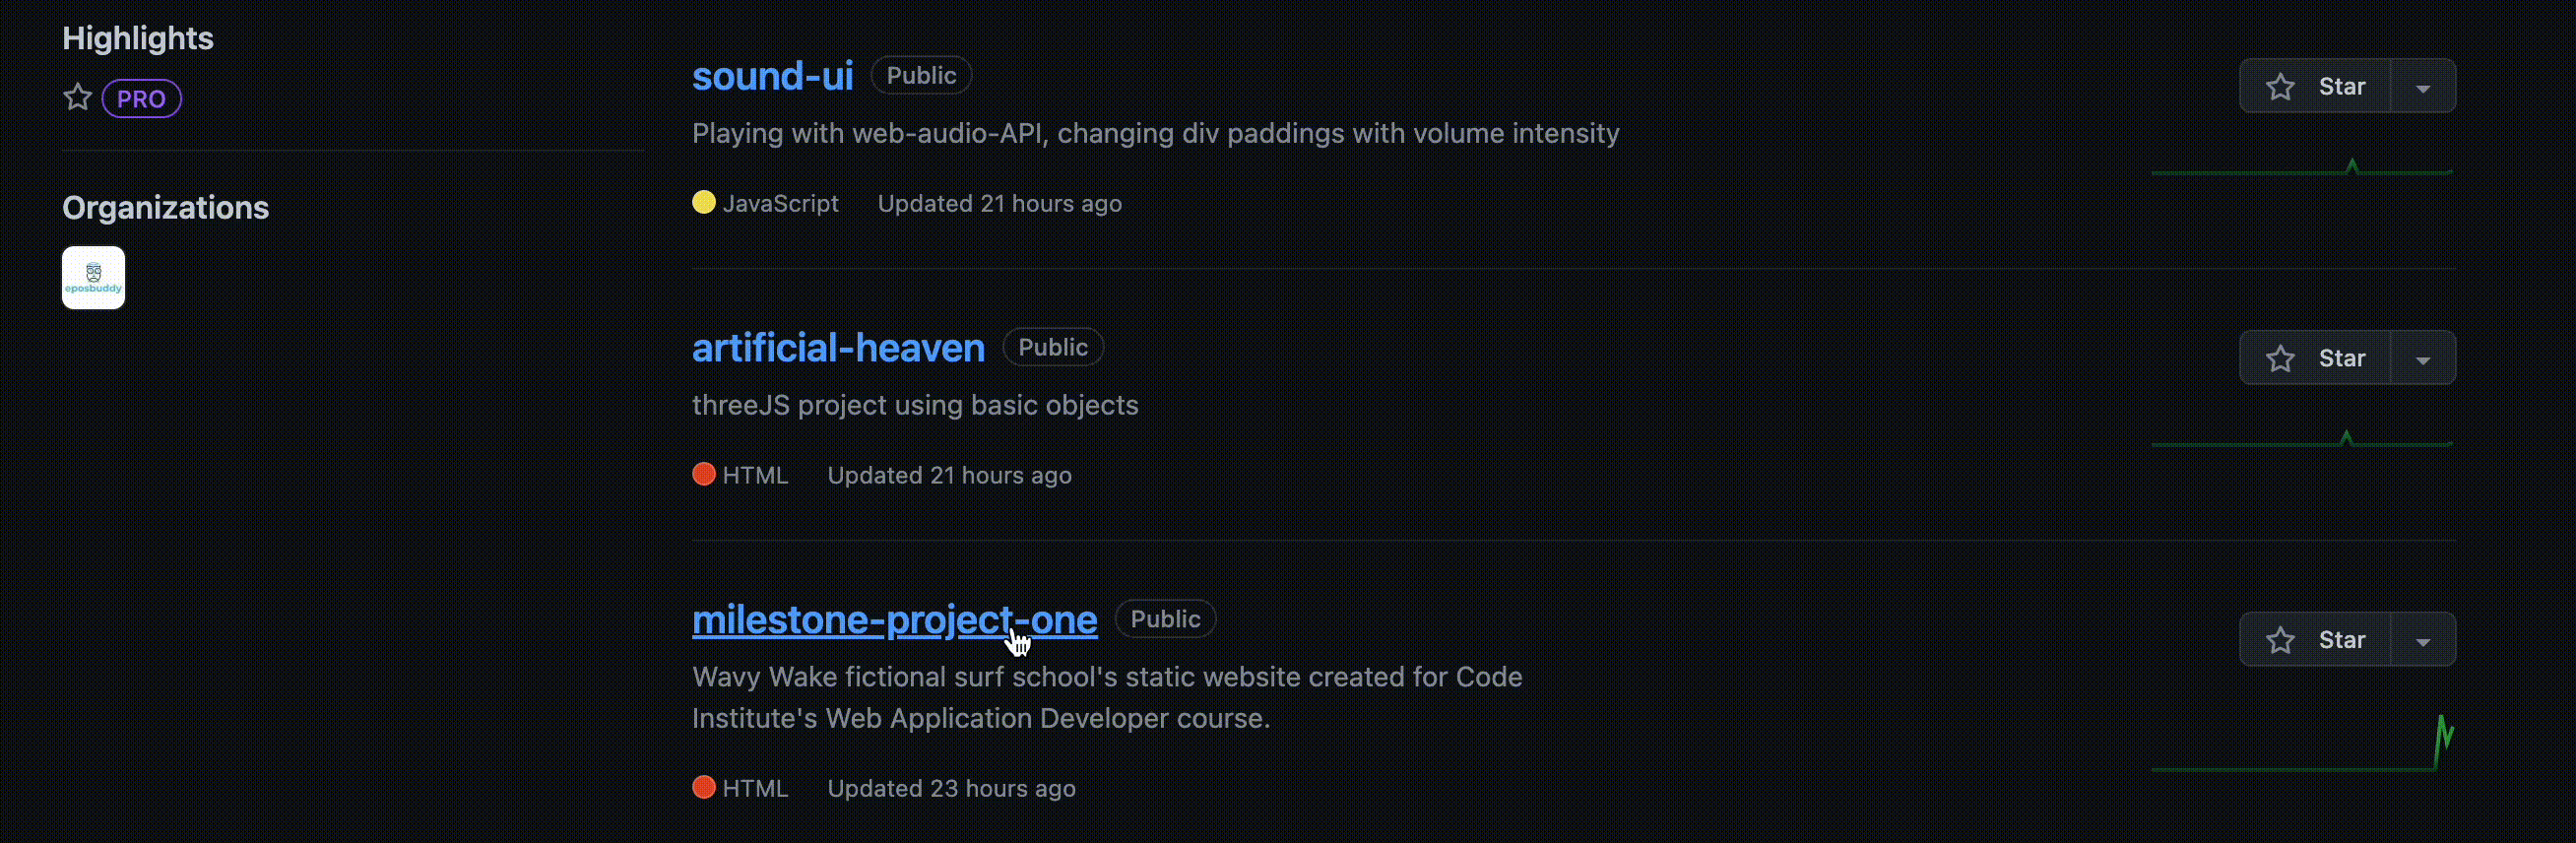 Highlights
PRO
Organizations
eposbuddy
sound-ui Public
Star
Playing with web-audio-API, changing div paddings with volume intensity
JavaScript Updated 21 hours ago
artificial-heaven Public
Star
threeJS project using basic objects
HTML Updated 21 hours ago
milestone-project-one Public
Star
Wavy Wake fictional surf school's static website created for Code
Institute's Web Application Developer course.
HTML Updated 23 hours ago